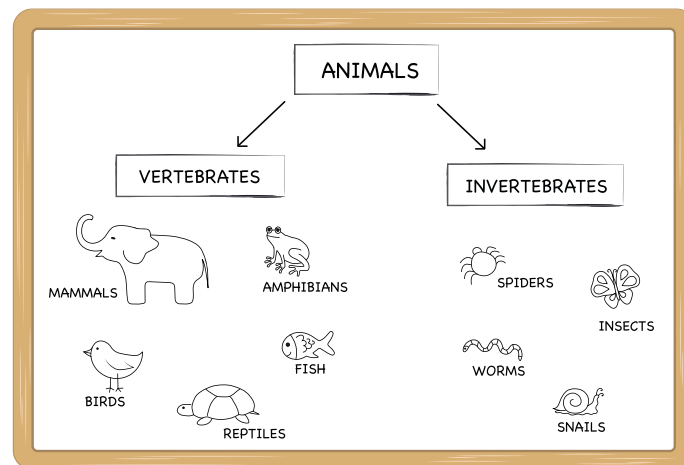 ANIMALS
VERTEBRATES
INVERTEBRATES
MAMMALS
AMPHIBIANS
BIRDS
FISH
REPTILES
SPIDERS
INSECTS
WORMS
SNAILS